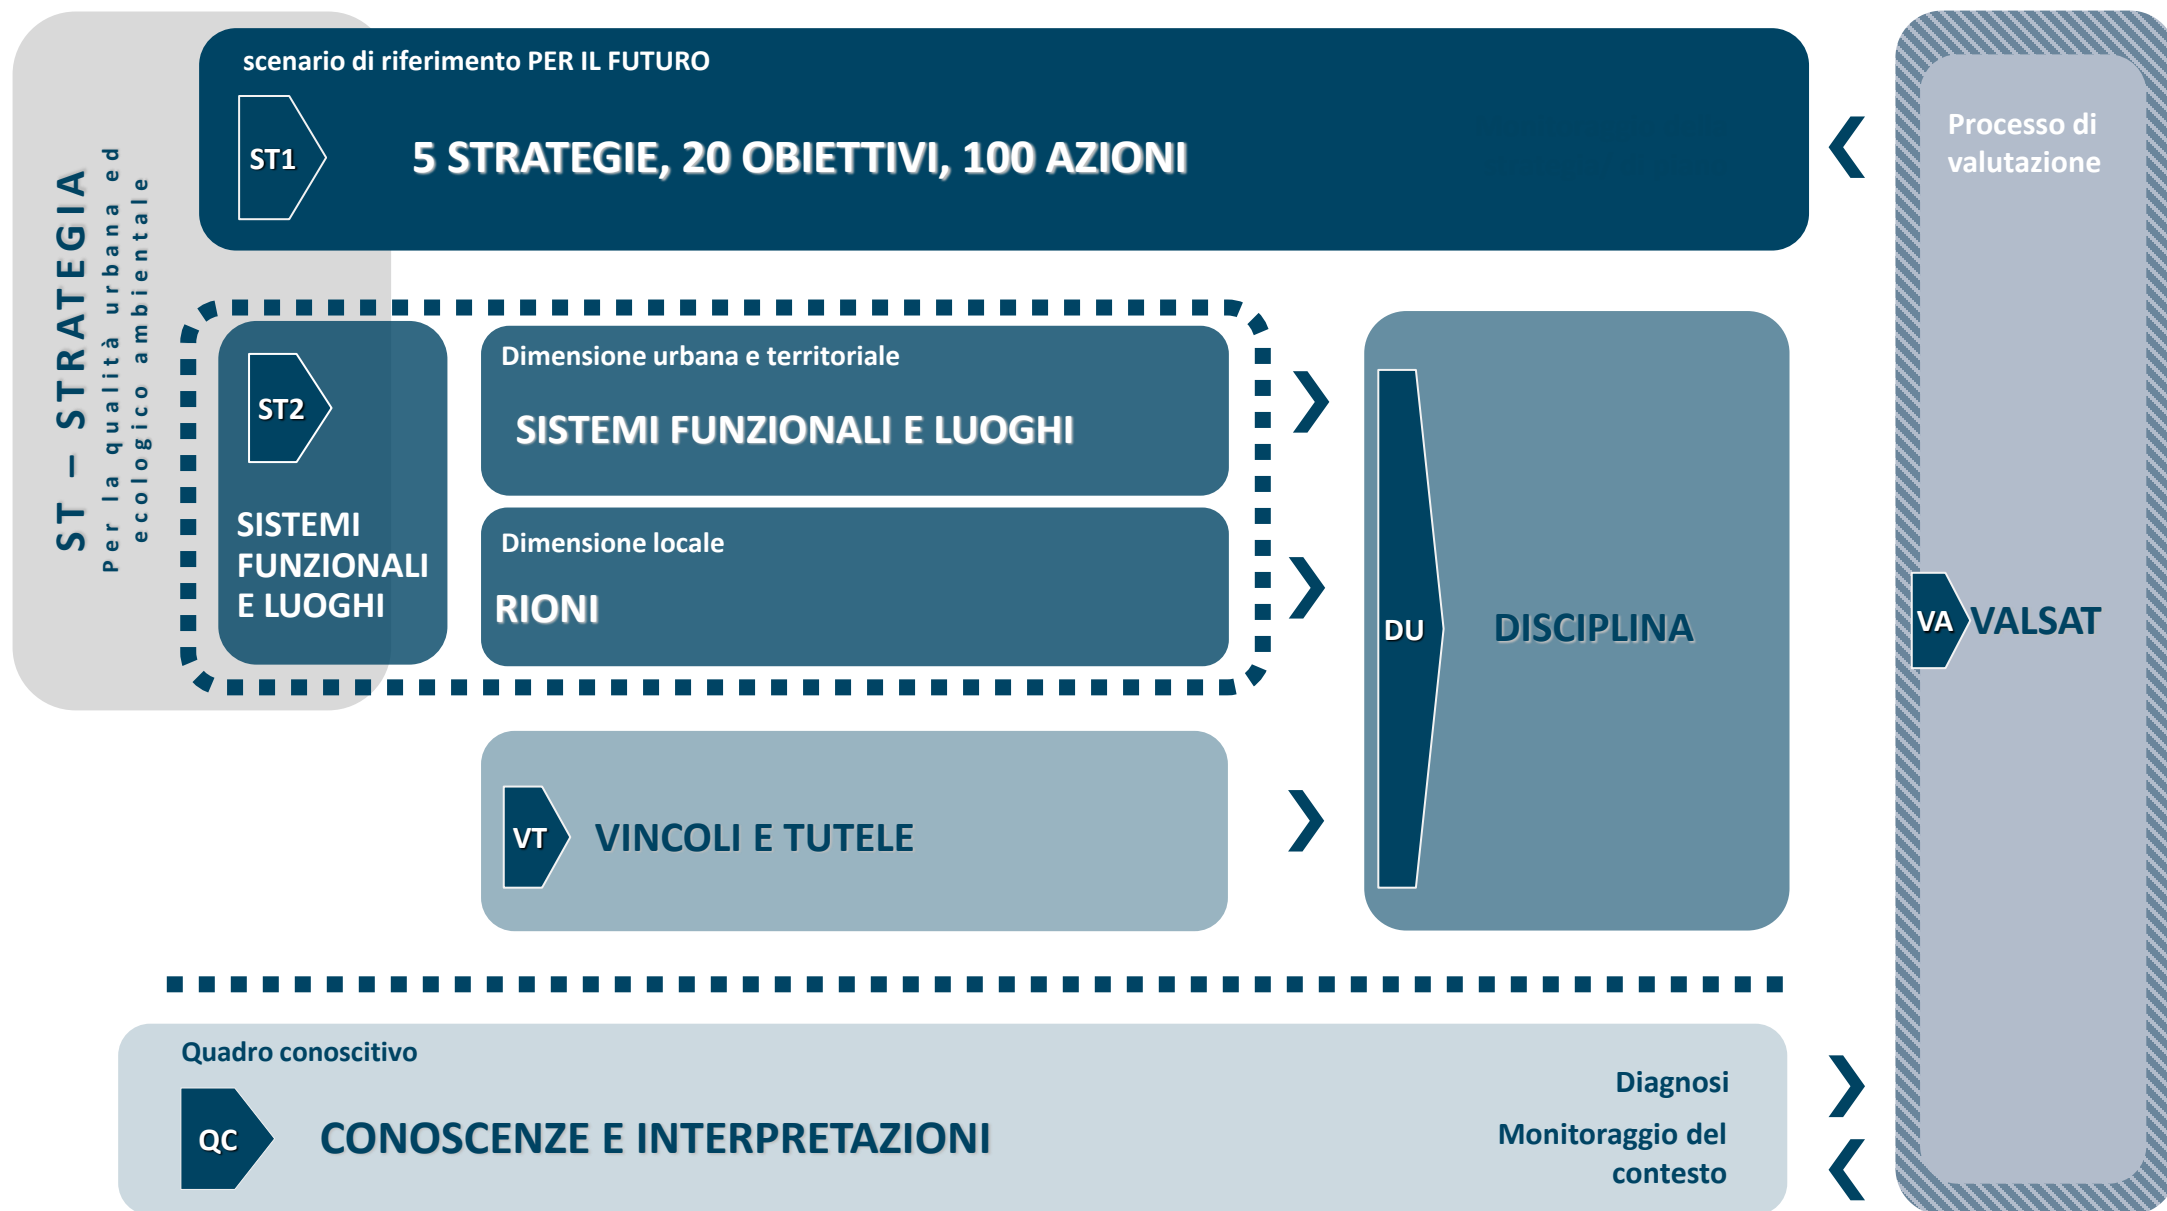 ST – STRATEGIA
Per la qualità urbana ed
ecologico ambientale
scenario di riferimento PER IL FUTURO
ST1
5 STRATEGIE, 20 OBIETTIVI, 100 AZIONI
ST2
SISTEMI
FUNZIONALI
E LUOGHI
Dimensione urbana e territoriale
SISTEMI FUNZIONALI E LUOGHI
Dimensione locale
RIONI
VT
VINCOLI E TUTELE
DU
DISCIPLINA
Processo di
valutazione
VA
VALSAT
Quadro conoscitivo
QC
CONOSCENZE E INTERPRETAZIONI
Diagnosi
Monitoraggio del
contesto